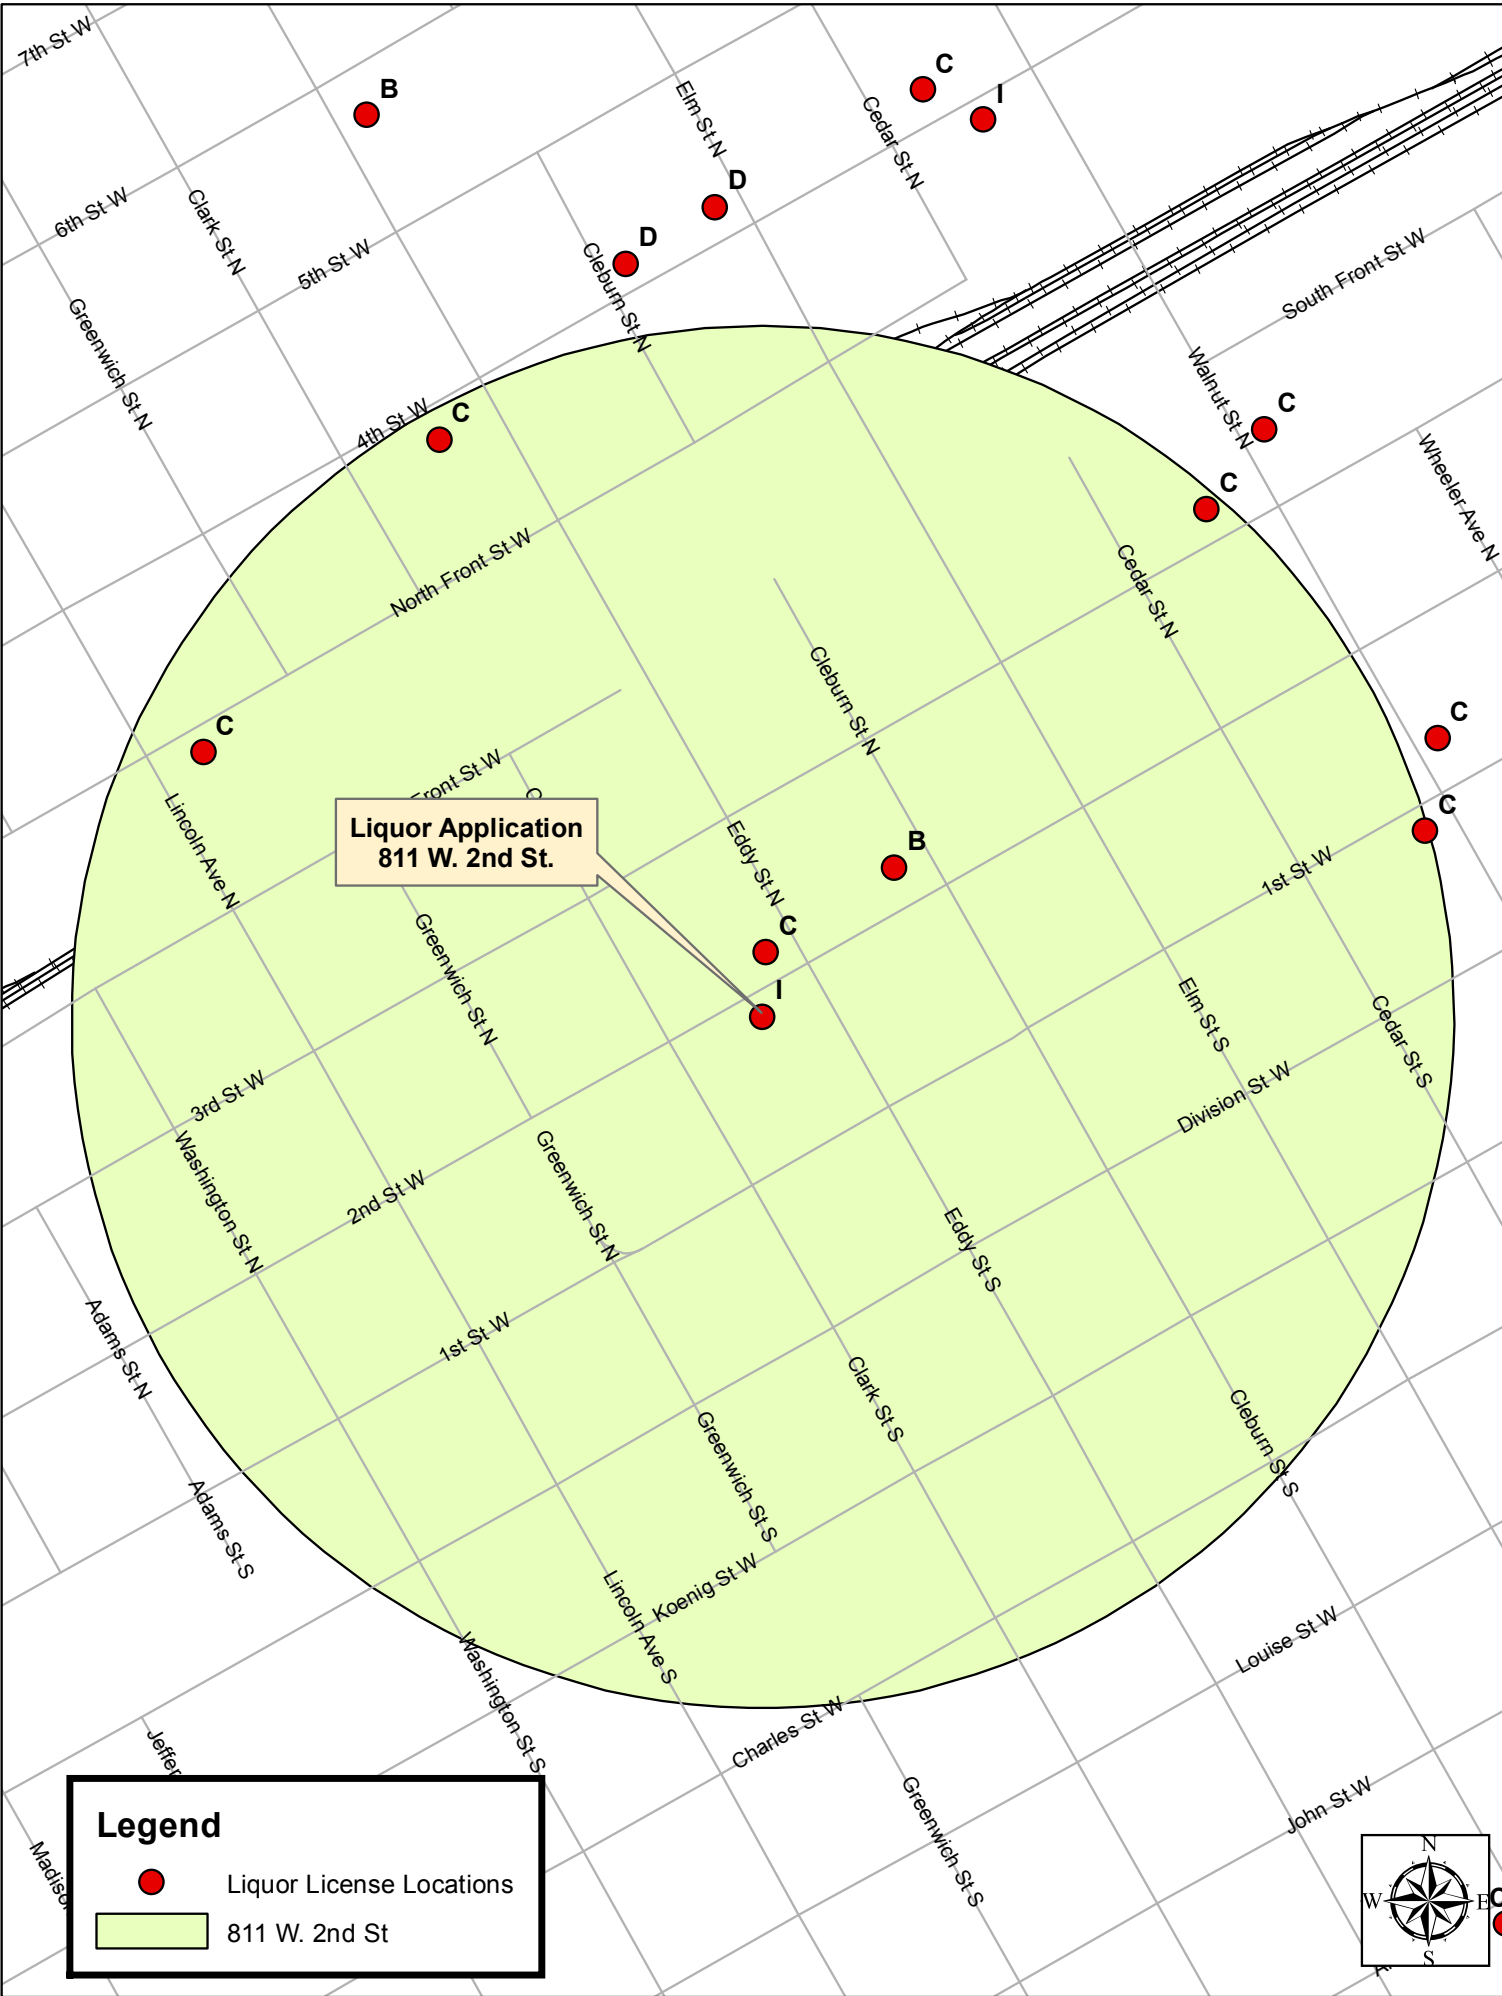 7th St W
B
Elm St N
C
I
Cedar St N
6th St W
Clark St N
D
5th St W
D
Cleburn St N
South Front St W
Greenwich St N
4th St W
C
Walnut St N
C
Wheeler Ave N
C
North Front St W
Cedar St N
Cleburn St N
C
C
Front St W
Lincoln Ave N
Liquor Application
811 W. 2nd St.
Eddy St N
B
C
1st St W
C
Greenwich St N
I
Elm St S
Cedar St S
3rd St W
Division St W
Washington St N
2nd St W
Greenwich St N
Eddy St S
Adams St N
1st St W
Clark St S
Cleburn St S
Greenwich St S
Adams St S
Koenig St W
Lincoln Ave S
Louise St W
Washington St S
Charles St W
Greenwich St S
John St W
Legend
Liquor License Locations
811 W. 2nd St
N
W
E
S